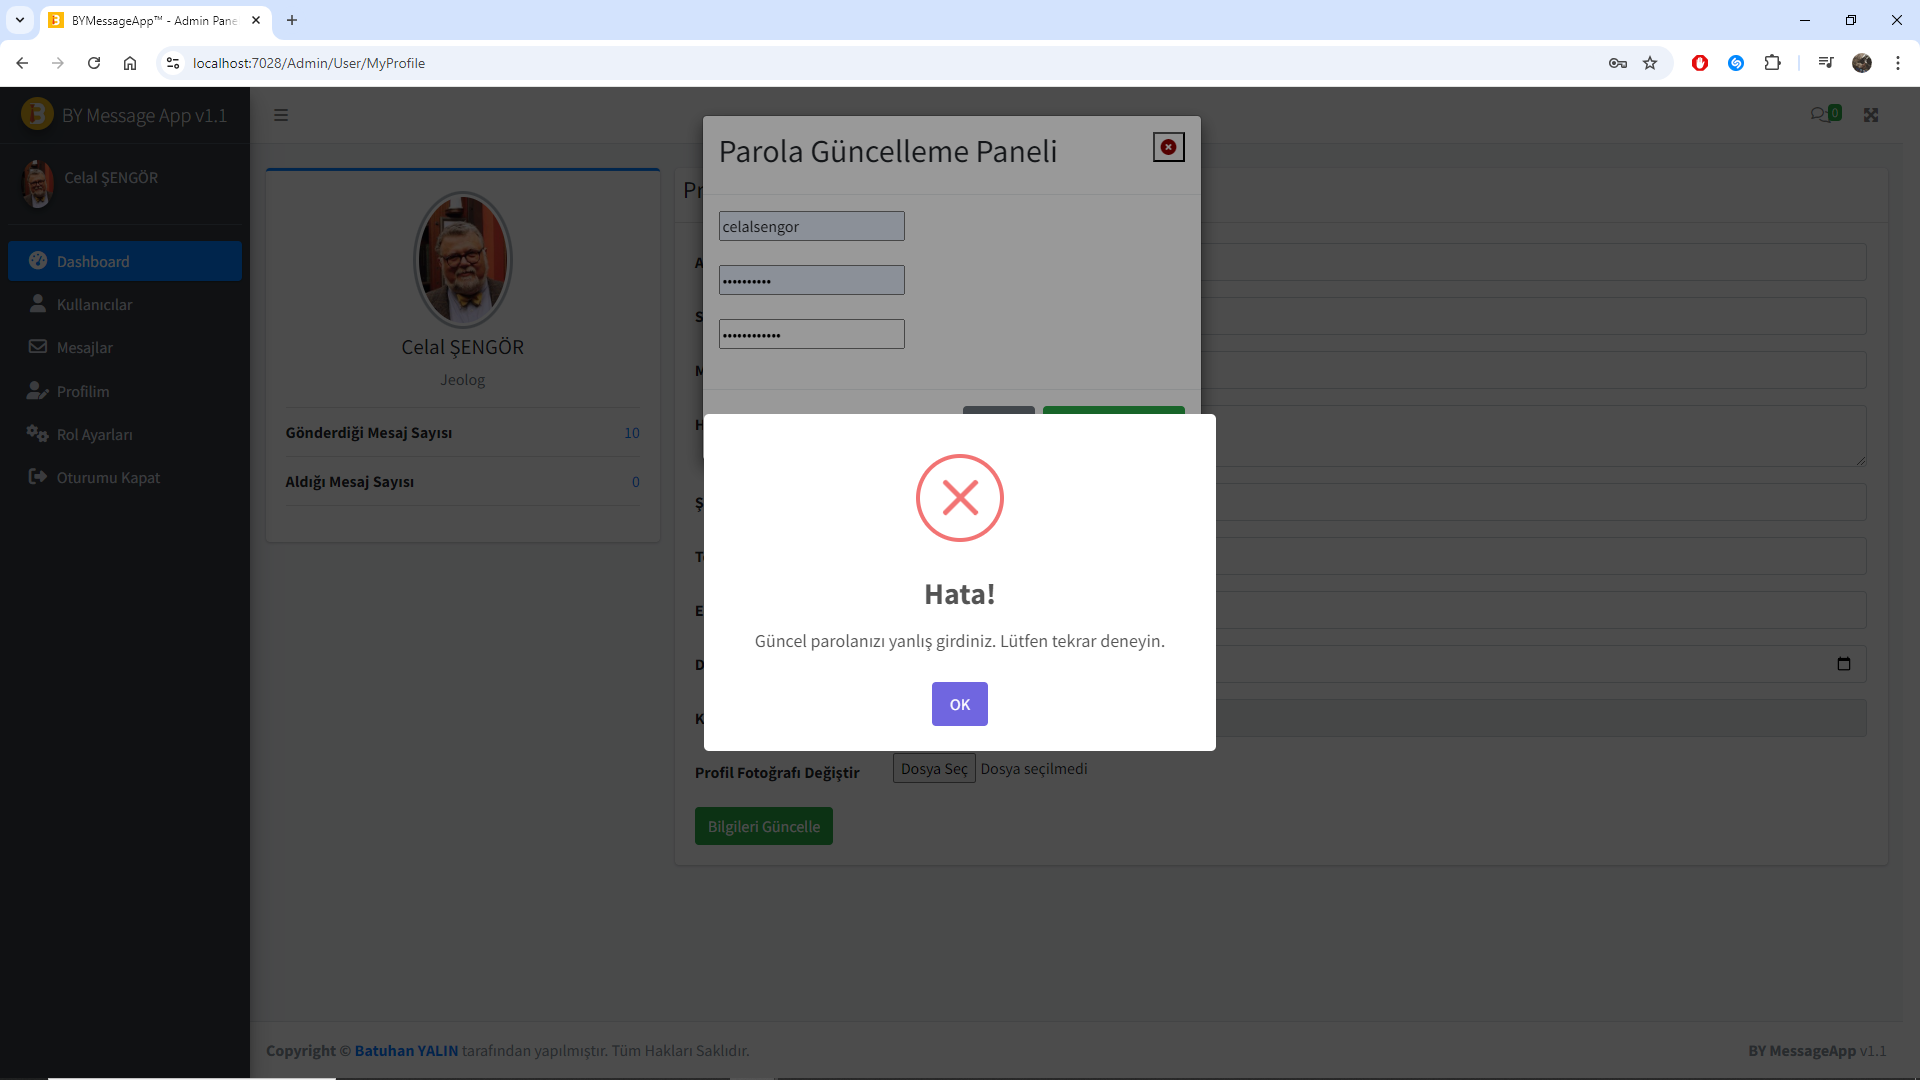 BYMessageApp™ - Admin Pane
localhost:7028/Admin/User/MyProfile
BY Message App v1.1
0
Celal ŞENGÖR
Dashboard
Kullanıcılar
Mesajlar
Profilim
Rol Ayarları
Oturumu Kapat
Celal ŞENGÖR
Jeolog
Gönderdiği Mesaj Sayısı 10
Aldığı Mesaj Sayısı 0
Parola Güncelleme Paneli
celalsengor
••••••••••
••••••••••••
Hata!
Güncel parolanızı yanlış girdiniz. Lütfen tekrar deneyin.
OK
Profil Fotoğrafı Değiştir Dosya Seç Dosya seçilmedi
Bilgileri Güncelle
Copyright © Batuhan YALIN tarafından yapılmıştır. Tüm Hakları Saklıdır.
BY MessageApp v1.1